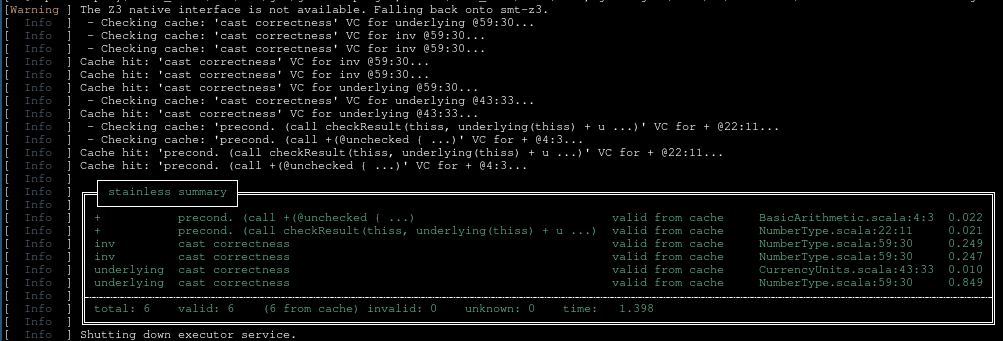 [Warning ] The Z3 native interface is not available. Falling back onto smt-z3.
[  Info  ]  - Checking cache: 'cast correctness' VC for underlying @59:30...
[  Info  ]  - Checking cache: 'cast correctness' VC for inv @59:30...
[  Info  ]  - Checking cache: 'cast correctness' VC for inv @59:30...
[  Info  ] Cache hit: 'cast correctness' VC for inv @59:30...
[  Info  ] Cache hit: 'cast correctness' VC for inv @59:30...
[  Info  ] Cache hit: 'cast correctness' VC for underlying @59:30...
[  Info  ]  - Checking cache: 'cast correctness' VC for underlying @43:33...
[  Info  ] Cache hit: 'cast correctness' VC for underlying @43:33...
[  Info  ]  - Checking cache: 'precond. (call checkResult(thiss, underlying(thiss) + u ...)' VC for + @22:11...
[  Info  ]  - Checking cache: 'precond. (call +(@unchecked { ...)' VC for + @4:3...
[  Info  ] Cache hit: 'precond. (call checkResult(thiss, underlying(thiss) + u ...)' VC for + @22:11...
[  Info  ] Cache hit: 'precond. (call +(@unchecked { ...)' VC for + @4:3...
[  Info  ]
[  Info  ] stainless summary
[  Info  ]
[  Info  ] + precond. (call +(@unchecked { ...) valid from cache BasicArithmetic.scala:4:3 0.022
[  Info  ] + precond. (call checkResult(thiss, underlying(thiss) + u ...) valid from cache NumberType.scala:22:11 0.021
[  Info  ] inv cast correctness valid from cache NumberType.scala:59:30 0.249
[  Info  ] inv cast correctness valid from cache NumberType.scala:59:30 0.247
[  Info  ] underlying cast correctness valid from cache CurrencyUnits.scala:43:33 0.010
[  Info  ] underlying cast correctness valid from cache NumberType.scala:59:30 0.849
[  Info  ]
[  Info  ] total: 6 valid: 6 (6 from cache) invalid: 0 unknown: 0 time: 1.398
[  Info  ]
[  Info  ] Shutting down executor service.